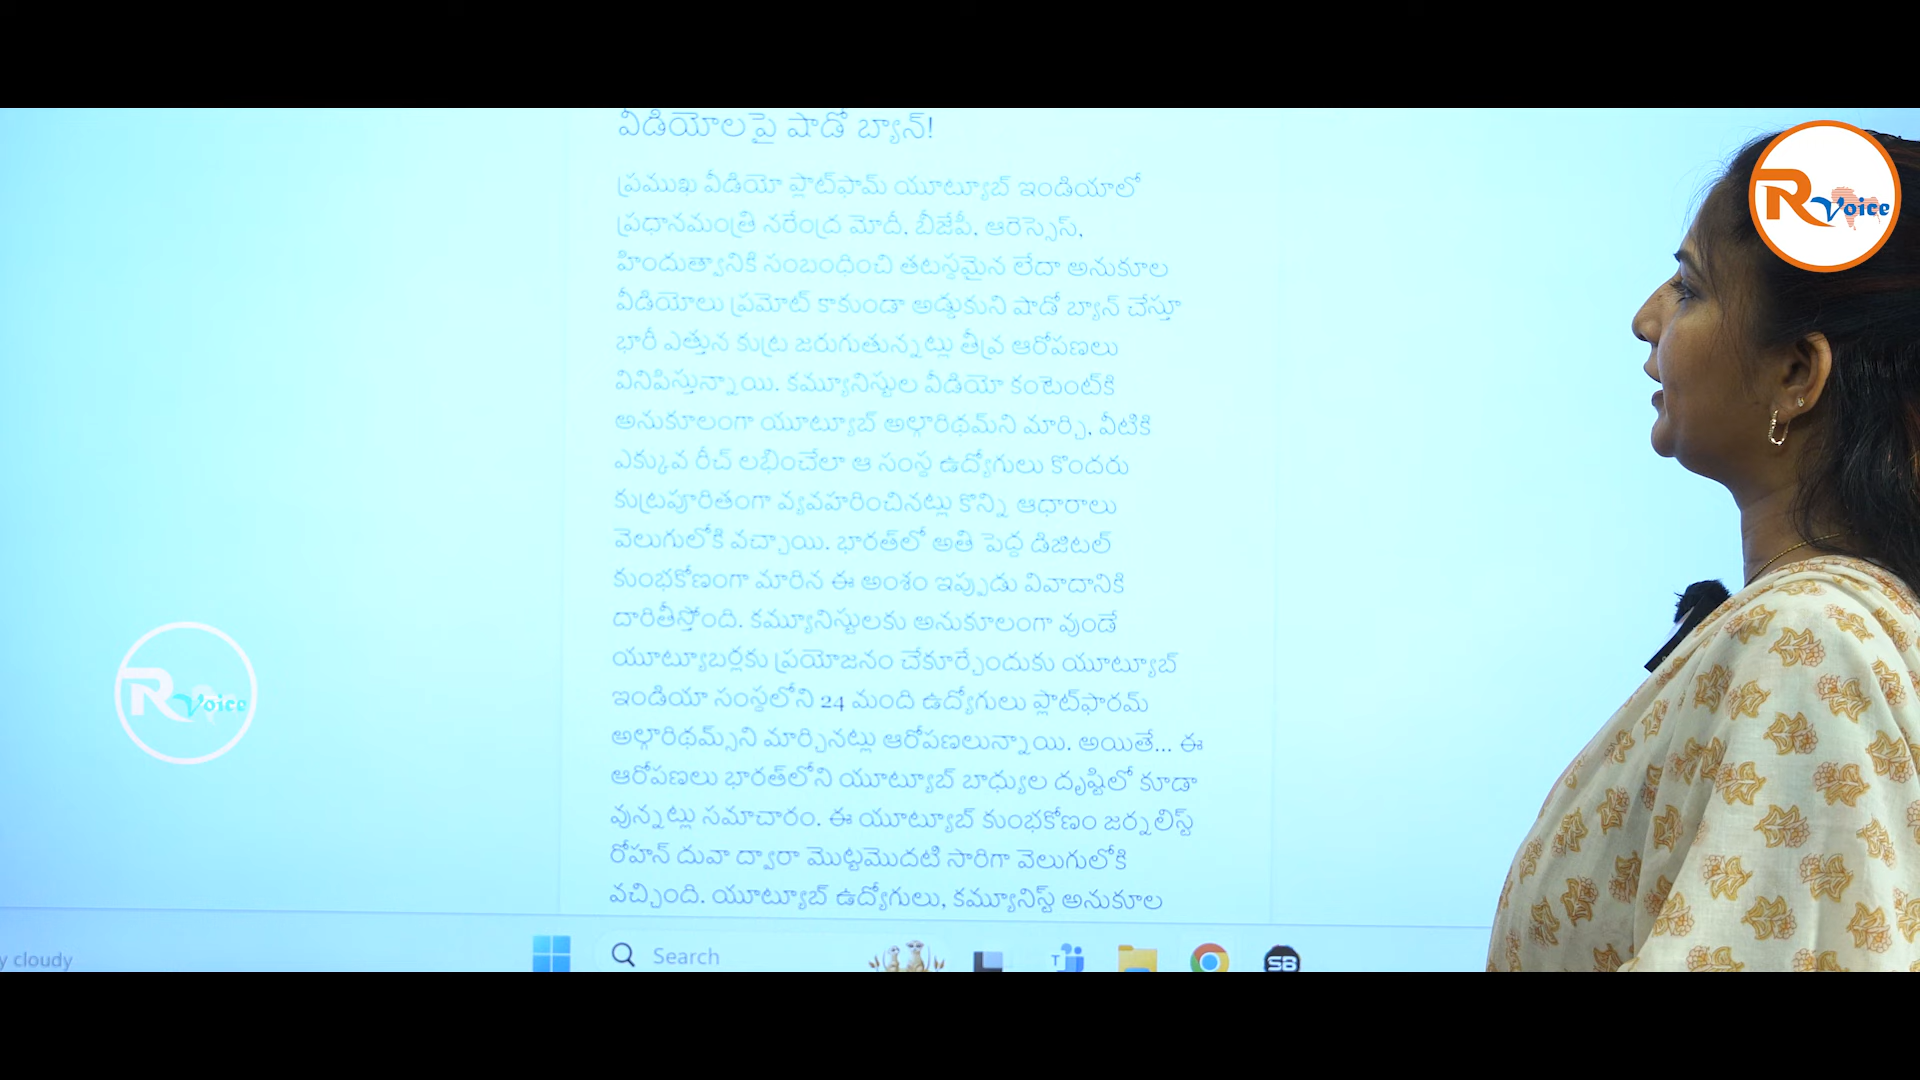 వీడియోలపై షాడో బ్యాన్!
R Voice
ప్రముఖ వీడియో ప్లాట్‌ఫామ్ యూట్యూబ్ ఇండియాలో
ప్రధానమంత్రి నరేంద్ర మోదీ, బీజేపీ, ఆరెస్సెస్,
హిందుత్వానికి సంబంధించి తటస్థమైన లేదా అనుకూల
వీడియోలు ప్రమోట్ కాకుండా అడ్డుకుని షాడో బ్యాన్ చేస్తూ
భారీ ఎత్తున కుట్ర జరుగుతున్నట్లు తీవ్ర ఆరోపణలు
వినిపిస్తున్నాయి. కమ్యూనిస్టుల వీడియో కంటెంట్‌కి
అనుకూలంగా యూట్యూబ్ అల్గారిథమ్‌ని మార్చి, వీటికి
ఎక్కువ రీచ్ లభించేలా ఆ సంస్థ ఉద్యోగులు కొందరు
కుట్రపూరితంగా వ్యవహరించినట్లు కొన్ని ఆధారాలు
వెలుగులోకి వచ్చాయి. భారత్‌లో అతి పెద్ద డిజిటల్
కుంభకోణంగా మారిన ఈ అంశం ఇప్పుడు వివాదానికి
దారితీస్తోంది. కమ్యూనిస్టులకు అనుకూలంగా వుండే
యూట్యూబర్లకు ప్రయోజనం చేకూర్చేందుకు యూట్యూబ్
ఇండియా సంస్థలోని 24 మంది ఉద్యోగులు ప్లాట్‌ఫారమ్
అల్గారిథమ్స్‌ని మార్చినట్లు ఆరోపణలున్నాయి. అయితే... ఈ
ఆరోపణలు భారత్‌లోని యూట్యూబ్ బాధ్యుల దృష్టిలో కూడా
వున్నట్లు సమాచారం. ఈ యూట్యూబ్ కుంభకోణం జర్నలిస్ట్
రోహన్ దువా ద్వారా మొట్టమొదటి సారిగా వెలుగులోకి
వచ్చింది. యూట్యూబ్ ఉద్యోగులు, కమ్యూనిస్ట్ అనుకూల
R Voice
y cloudy
Search
SB